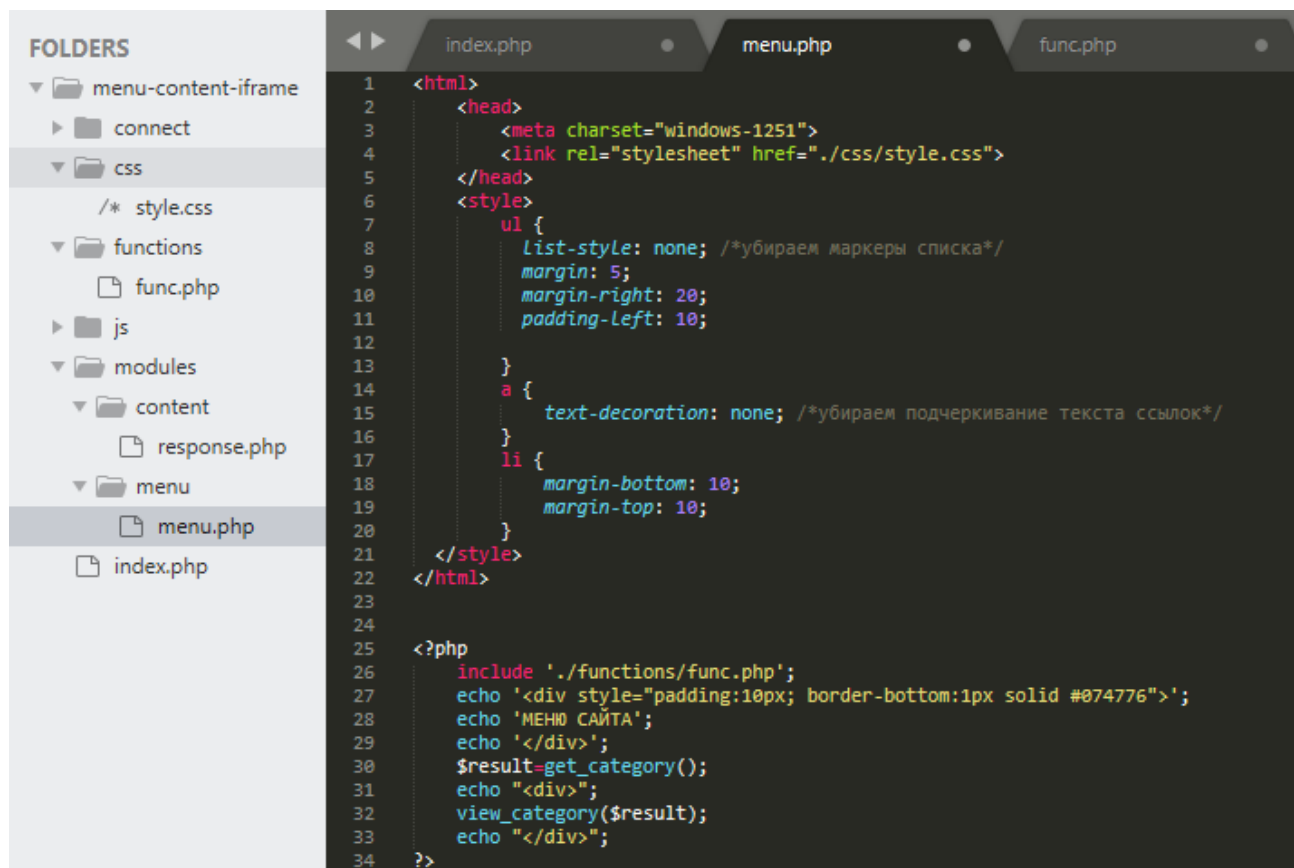 FOLDERS
menu-content-iframe
connect
css
/* style.css
functions
func.php
js
modules
content
response.php
menu
menu.php
index.php
index.php menu.php func.php
1 <html>
2 <head>
3 <meta charset="windows-1251">
4 <link rel="stylesheet" href="./css/style.css">
5 </head>
6 <style>
7 ul {
8 list-style: none; /*убираем маркеры списка*/
9 margin: 5;
10 margin-right: 20;
11 padding-left: 10;
12
13 }
14 a {
15 text-decoration: none; /*убираем подчеркивание текста ссылок*/
16 }
17 li {
18 margin-bottom: 10;
19 margin-top: 10;
20 }
21 </style>
22 </html>
23
24
25 <?php
26 include './functions/func.php';
27 echo '<div style="padding:10px; border-bottom:1px solid #074776">';
28 echo 'МЕНЮ САЙТА';
29 echo '</div>';
30 $result=get_category();
31 echo "<div>";
32 view_category($result);
33 echo "</div>";
34 ?>